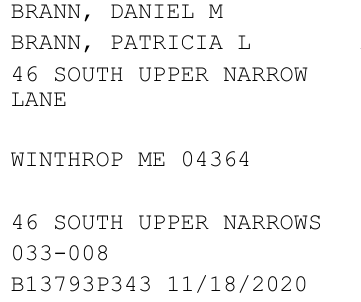 BRANN, DANIEL M
BRANN, PATRICIA L
46 SOUTH UPPER NARROW
LANE
WINTHROP ME 04364
46 SOUTH UPPER NARROWS
033-008
B13793P343 11/18/2020